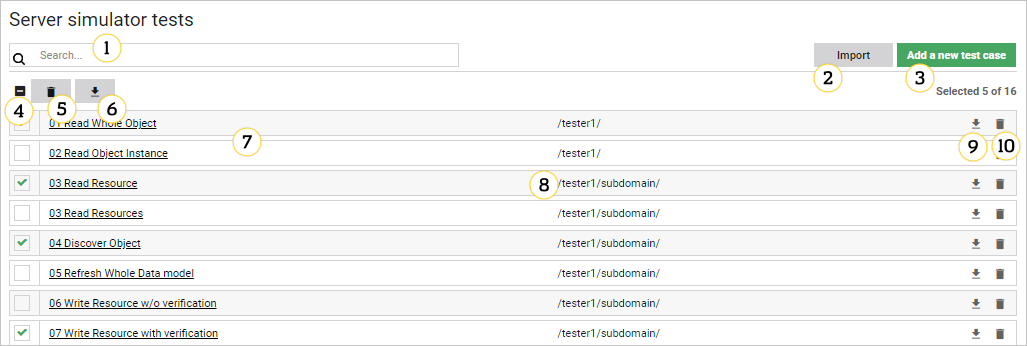 Server simulator tests
Search... 1
Import Add a new test case
2 3
4 5 6 Selected 5 of 16
01 Read Whole Object /tester1/
7 9 10
02 Read Object Instance /tester1/
03 Read Resource 8 /tester1/subdomain/
03 Read Resources /tester1/subdomain/
04 Discover Object /tester1/subdomain/
05 Refresh Whole Data model /tester1/subdomain/
06 Write Resource w/o verification /tester1/subdomain/
07 Write Resource with verification /tester1/subdomain/